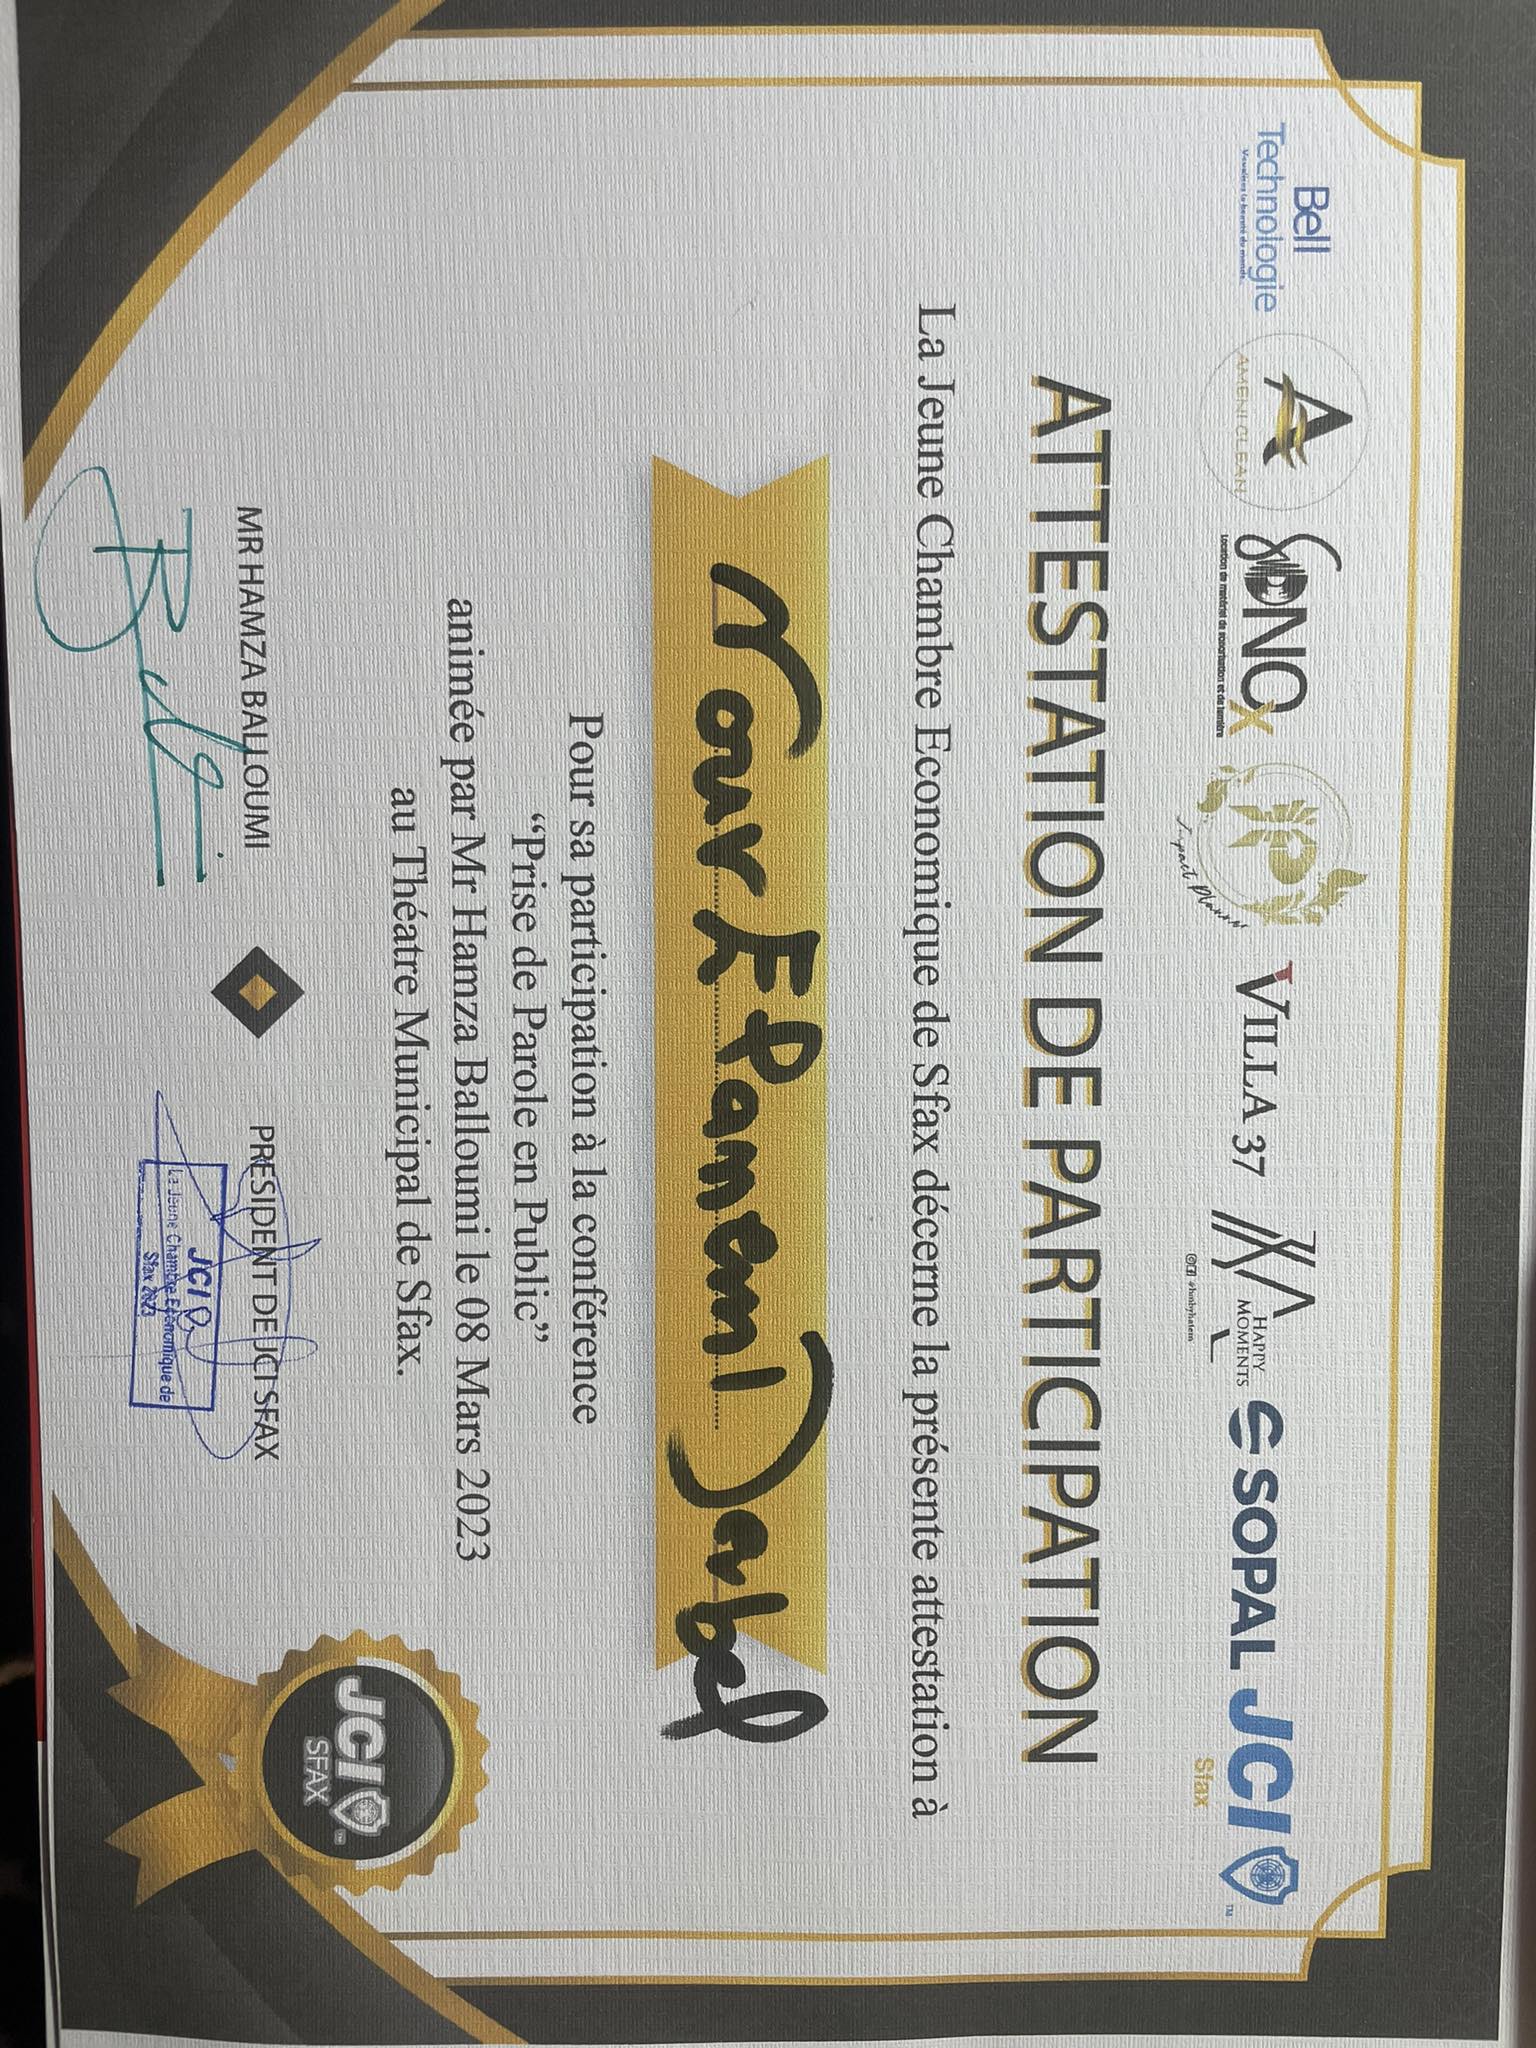 Bell
Technologie
Visualisez la beauté du monde...
A
AMENI CLEAN
SONOX
Location de matériel de sonorisation et de lumière
IP
Impact Planner
VILLA 37
HAPPY
MOMENTS
@hmbyhatem
SOPAL
JCI
Sfax
ATTESTATION DE PARTICIPATION
La Jeune Chambre Economique de Sfax décerne la présente attestation à
Nour Elanem Derbel
Pour sa participation à la conférence
“Prise de Parole en Public”
animée par Mr Hamza Balloumi le 08 Mars 2023
au Théatre Municipal de Sfax.
JCI
SFAX
MR HAMZA BALLOUMI
PRESIDENT DE JCI SFAX
JCI
La Jeune Chambre Economique de
Sfax 2023